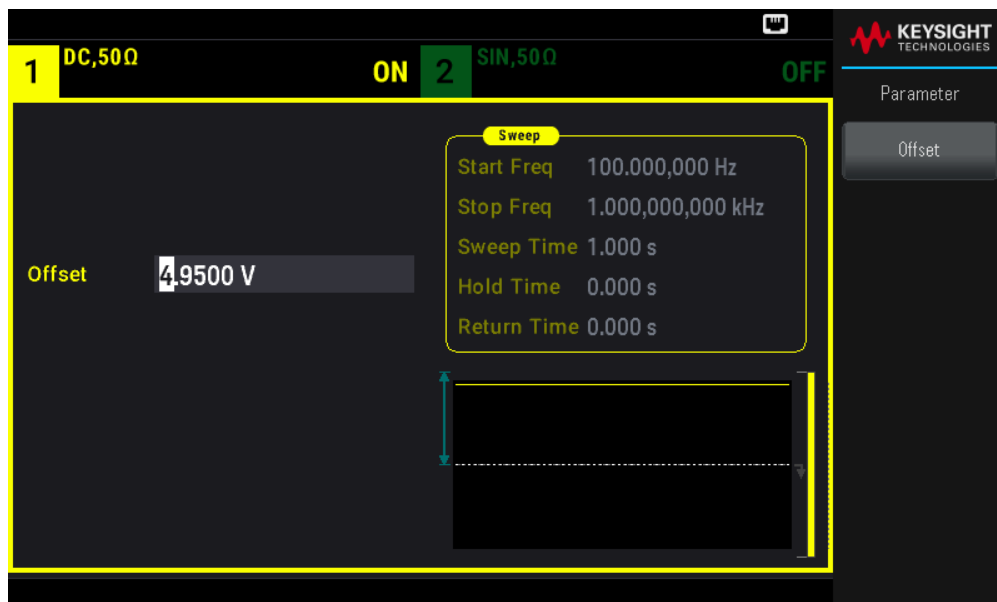 KEYSIGHT
TECHNOLOGIES
1 DC,50Ω ON 2 SIN,50Ω OFF
Parameter
Offset
Sweep
Start Freq 100.000,000 Hz
Stop Freq 1.000,000,000 kHz
Sweep Time 1.000 s
Hold Time 0.000 s
Return Time 0.000 s
Offset 4.9500 V